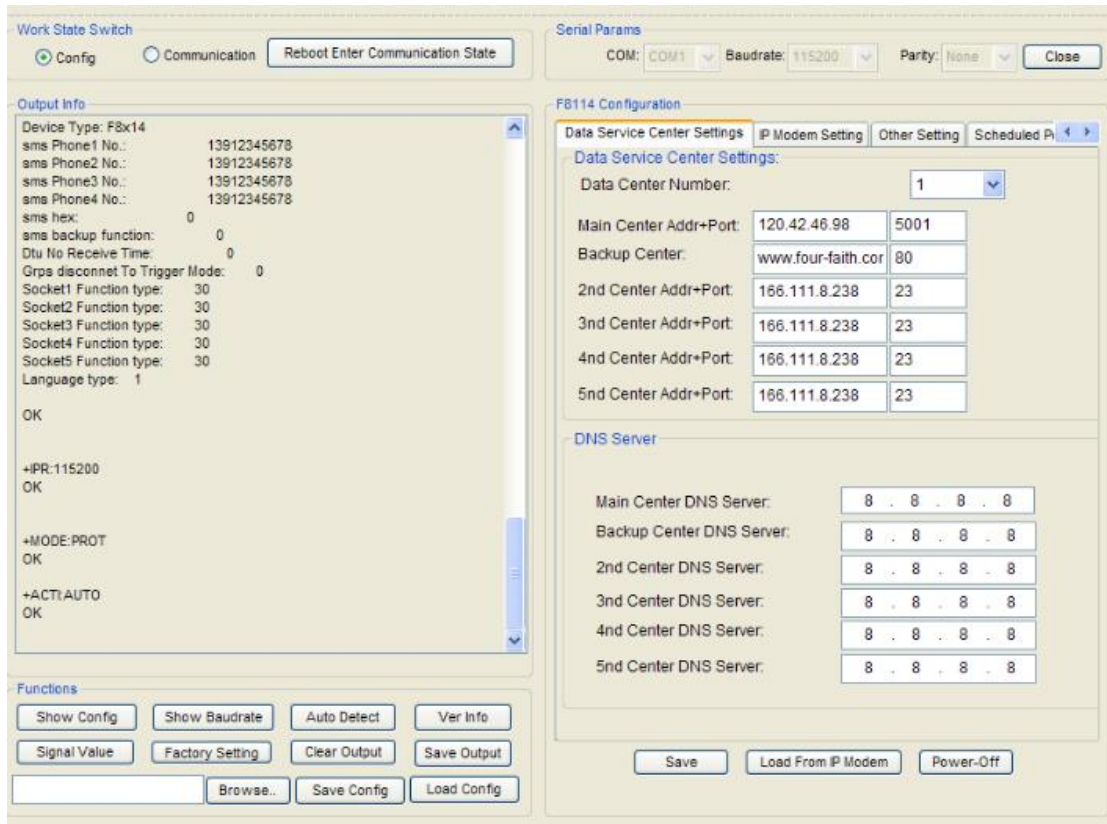 Work State Switch
Config Communication Reboot Enter Communication State
Serial Params
COM: COM1 Baudrate: 115200 Parity: None Close
Output Info
Device Type: F8x14
sms Phone1 No.: 13912345678
sms Phone2 No.: 13912345678
sms Phone3 No.: 13912345678
sms Phone4 No.: 13912345678
sms hex: 0
sms backup function: 0
Dtu No Receive Time: 0
Grps disconnet To Trigger Mode: 0
Socket1 Function type: 30
Socket2 Function type: 30
Socket3 Function type: 30
Socket4 Function type: 30
Socket5 Function type: 30
Language type: 1
OK
+IPR:115200
OK
+MODE:PROT
OK
+ACTI:AUTO
OK
Functions
Show Config Show Baudrate Auto Detect Ver Info
Signal Value Factory Setting Clear Output Save Output
Browse.. Save Config Load Config
F8114 Configuration
Data Service Center Settings IP Modem Setting Other Setting Scheduled P
Data Service Center Settings:
Data Center Number: 1
Main Center Addr+Port: 120.42.46.98 5001
Backup Center: www.four-faith.cor 80
2nd Center Addr+Port: 166.111.8.238 23
3nd Center Addr+Port: 166.111.8.238 23
4nd Center Addr+Port: 166.111.8.238 23
5nd Center Addr+Port: 166.111.8.238 23
DNS Server
Main Center DNS Server: 8 . 8 . 8 . 8
Backup Center DNS Server: 8 . 8 . 8 . 8
2nd Center DNS Server: 8 . 8 . 8 . 8
3nd Center DNS Server: 8 . 8 . 8 . 8
4nd Center DNS Server: 8 . 8 . 8 . 8
5nd Center DNS Server: 8 . 8 . 8 . 8
Save Load From IP Modem Power-Off